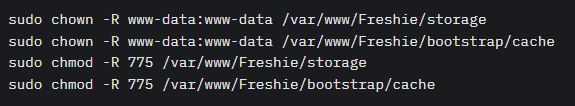 sudo chown -R www-data:www-data /var/www/Freshie/storage
sudo chown -R www-data:www-data /var/www/Freshie/bootstrap/cache
sudo chmod -R 775 /var/www/Freshie/storage
sudo chmod -R 775 /var/www/Freshie/bootstrap/cache